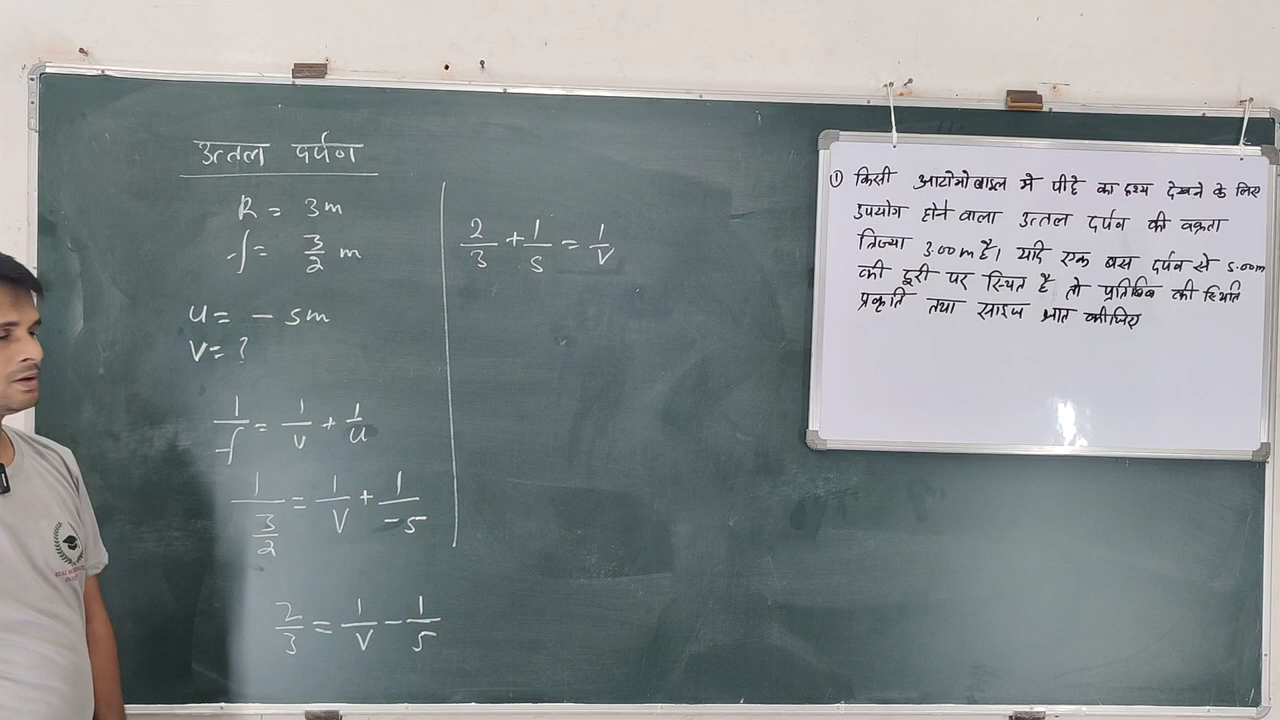 उत्तल दर्पण
R = 3m
f = 3/2 m
u = - 5m
v = ?
1/f = 1/v + 1/u
1/(3/2) = 1/v + 1/-5
2/3 = 1/v - 1/5
2/3 + 1/5 = 1/v
① किसी आटोमोबाइल में पीछे का दृश्य देखने के लिए
उपयोग होने वाला उत्तल दर्पण की वक्रता
त्रिज्या 3.00m है। यदि एक बस दर्पन से 5.00m
की दूरी पर स्थित है तो प्रतिबिंब की स्थिति
प्रकृति तथा साइज ज्ञात कीजिए